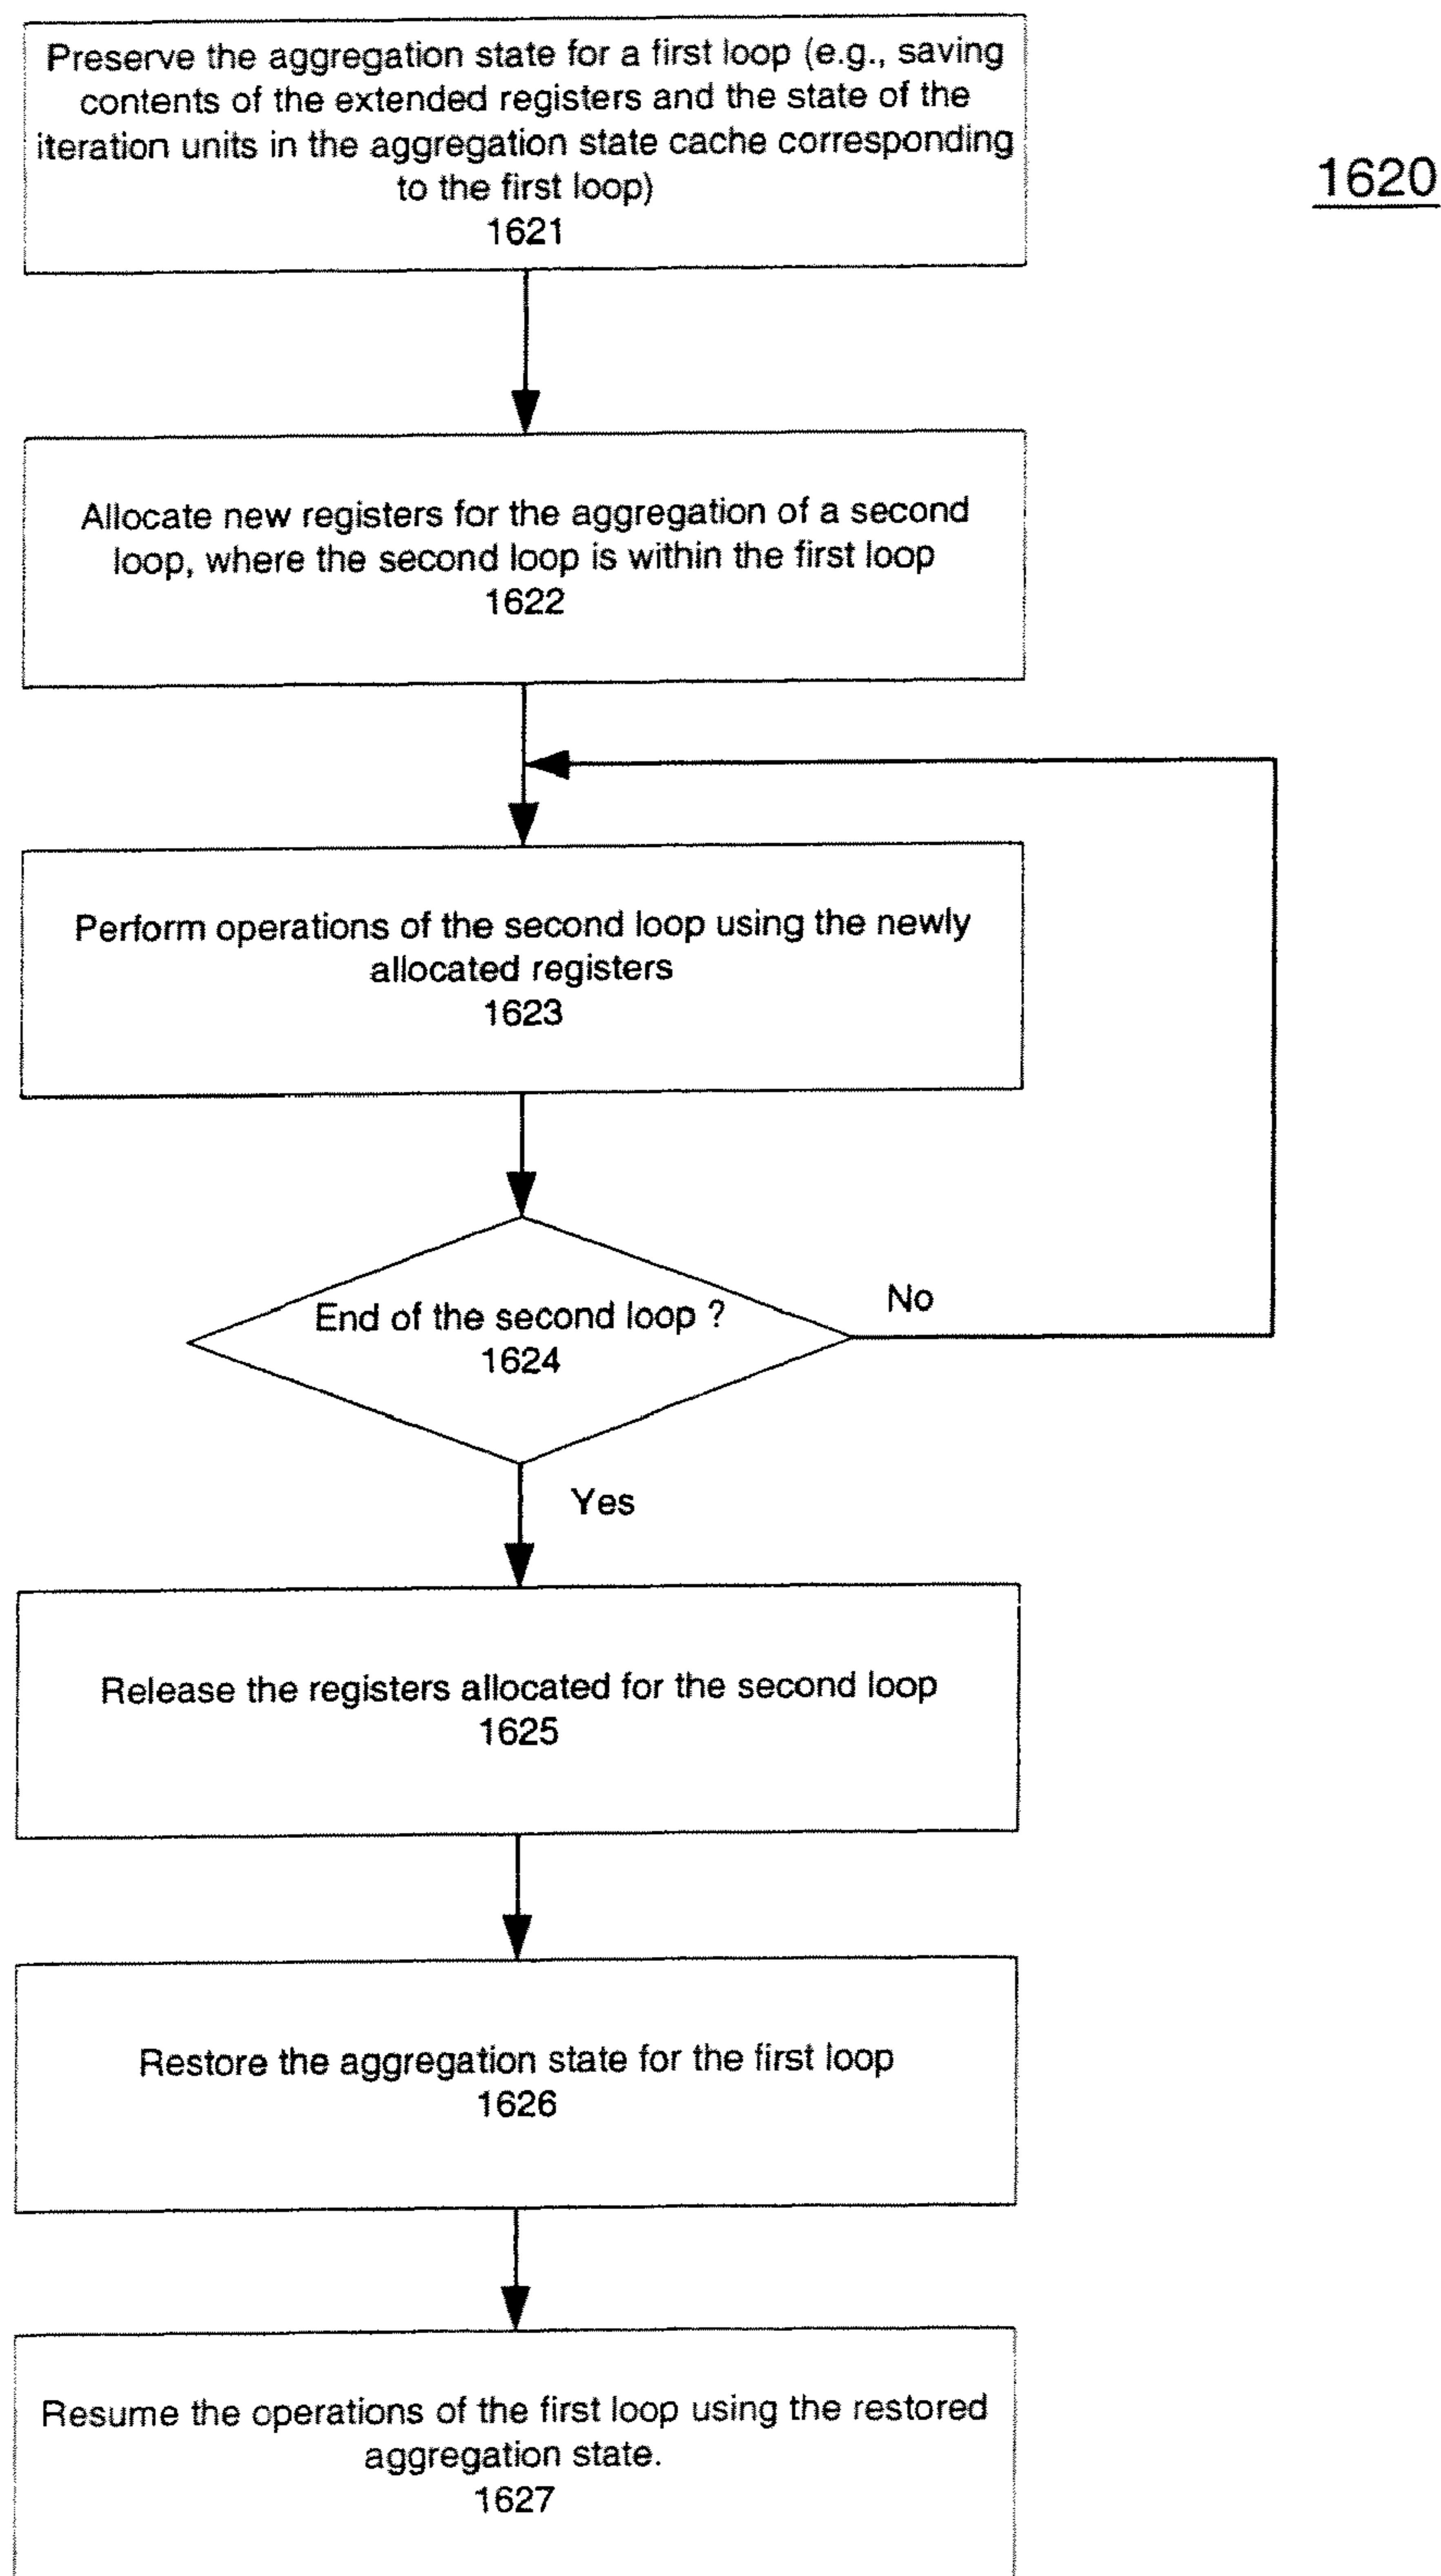 Preserve the aggregation state for a first loop (e.g., saving
contents of the extended registers and the state of the
iteration units in the aggregation state cache corresponding
to the first loop)
1621
1620
Allocate new registers for the aggregation of a second
loop, where the second loop is within the first loop
1622
Perform operations of the second loop using the newly
allocated registers
1623
End of the second loop ?
1624
No
Yes
Release the registers allocated for the second loop
1625
Restore the aggregation state for the first loop
1626
Resume the operations of the first loop using the restored
aggregation state.
1627